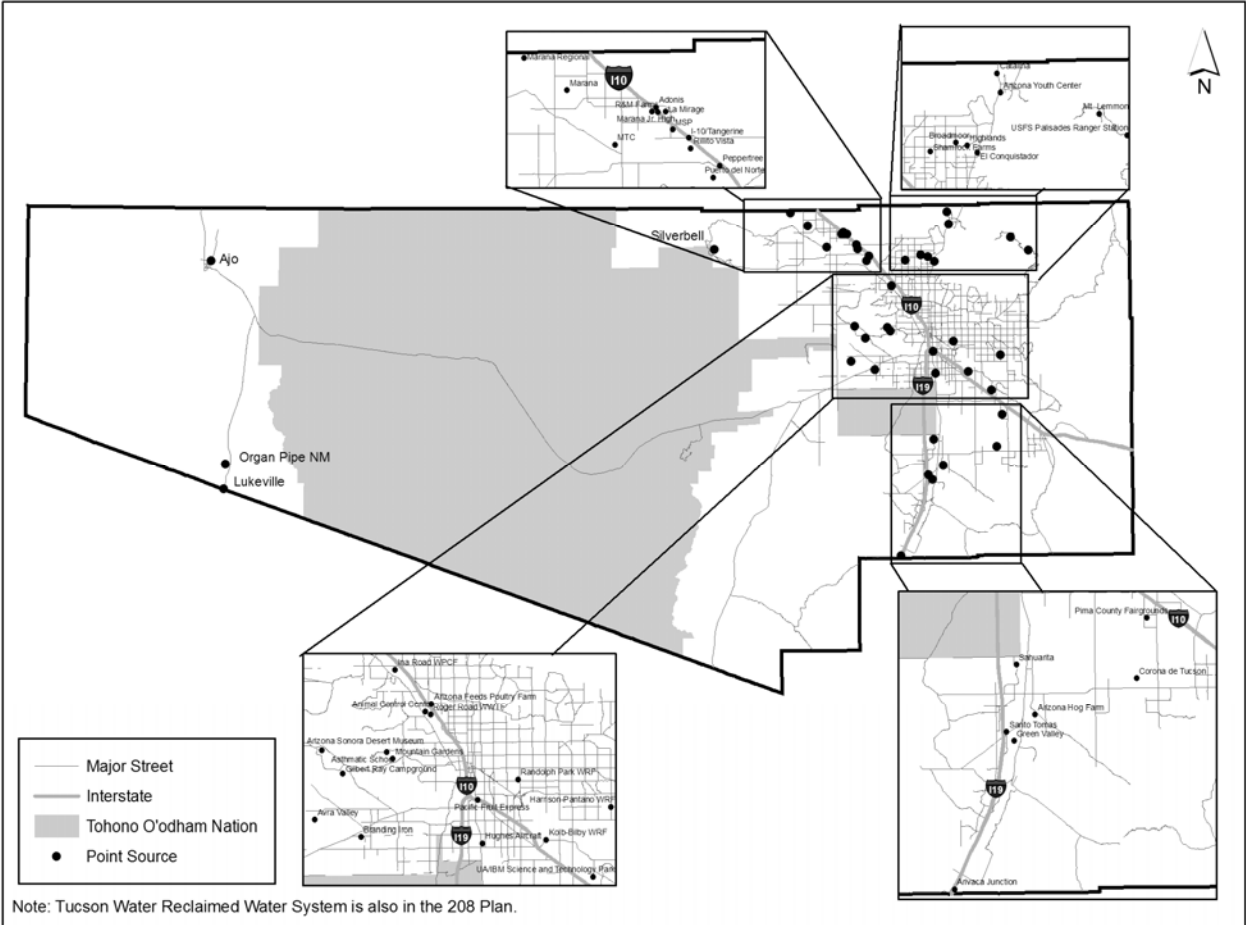 Marana Regional
I10
Marana
Adonis
R&M Farms
La Mirage
Marana Jr. High
MSP
I-10/Tangerine
MTC
Rillito Vista
Peppertree
Puerto del Norte
Catalina
Arizona Youth Center
Mt. Lemmon
USFS Palisades Ranger Station
Broadmoor
Highlands
Shamrock Farms
El Conquistador
N
Silverbell
Ajo
I10
I19
Organ Pipe NM
Lukeville
Ina Road WPCF
Arizona Feeds Poultry Farm
Animal Control Center
Roger Road WWTF
Arizona Sonora Desert Museum
Mountain Gardens
Asthmatic School
Gilbert Ray Campground
I10
Randolph Park WRF
Pacific Fruit Express
Harrison-Pantano WRF
Avra Valley
Branding Iron
I19
Hughes Aircraft
Kolb-Bilby WRF
UA/IBM Science and Technology Park
Pima County Fairgrounds
I10
Sahuarita
Corona de Tucson
Arizona Hog Farm
Santo Tomas
Green Valley
I19
Arivaca Junction
Major Street
Interstate
Tohono O'odham Nation
Point Source
Note: Tucson Water Reclaimed Water System is also in the 208 Plan.